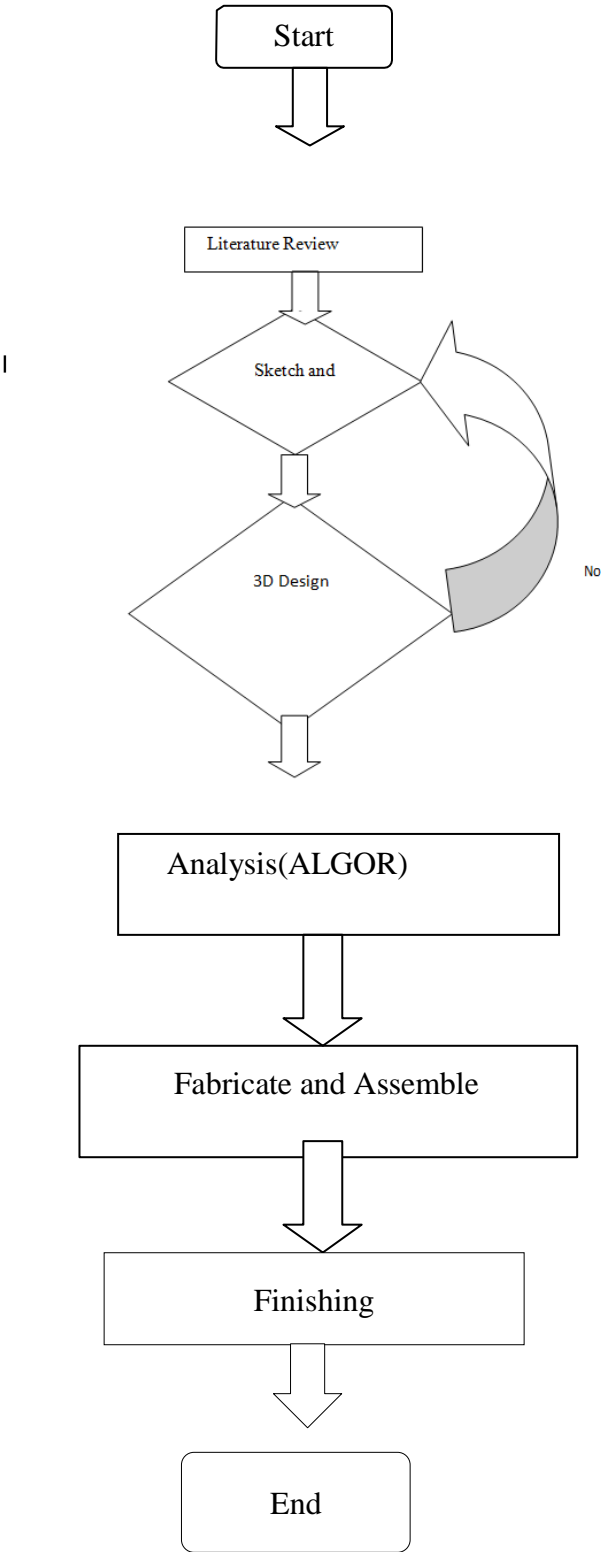 Start
Literature Review
l
Sketch and
3D Design
No
Analysis(ALGOR)
Fabricate and Assemble
Finishing
End